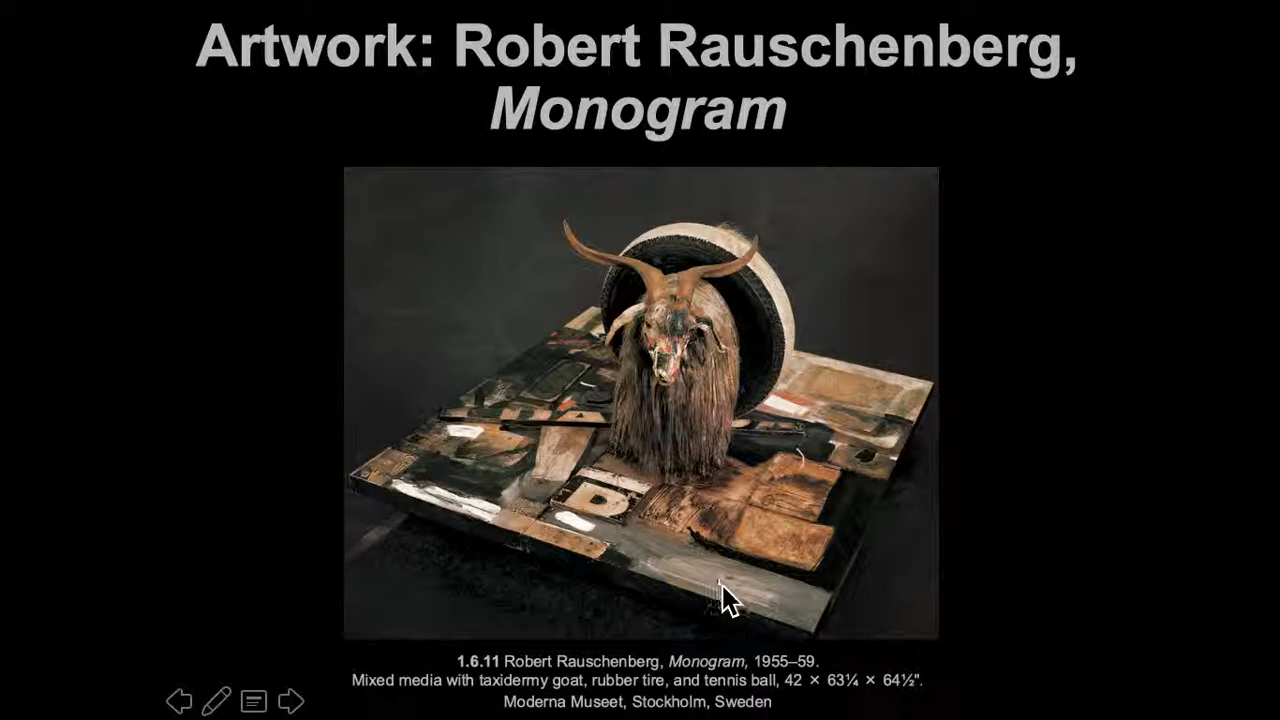 Artwork: Robert Rauschenberg,
Monogram
D
1.6.11 Robert Rauschenberg, Monogram, 1955–59.
Mixed media with taxidermy goat, rubber tire, and tennis ball, 42 × 63¼ × 64½".
Moderna Museet, Stockholm, Sweden